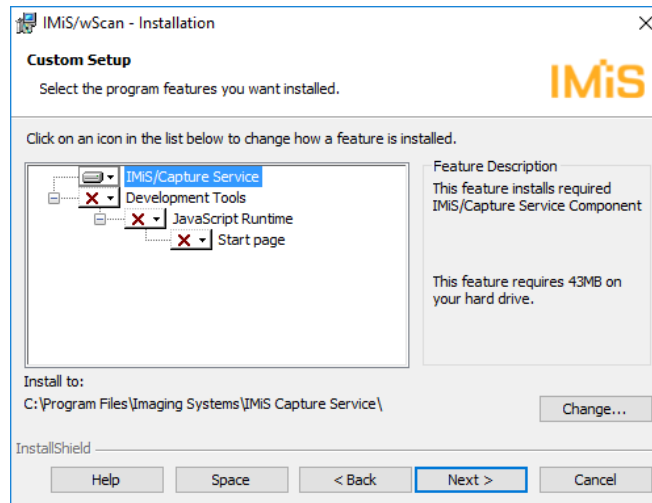 IMiS/wScan - Installation
Custom Setup
Select the program features you want installed.
IMiS
Click on an icon in the list below to change how a feature is installed.
IMiS/Capture Service
Development Tools
JavaScript Runtime
Start page
Feature Description
This feature installs required
IMiS/Capture Service Component
This feature requires 43MB on
your hard drive.
Install to:
C:\Program Files\Imaging Systems\IMiS Capture Service\
Change...
InstallShield
Help
Space
< Back
Next >
Cancel